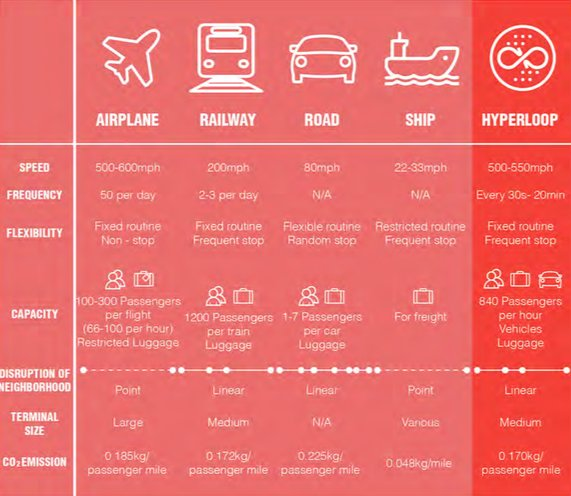 AIRPLANE RAILWAY ROAD SHIP HYPERLOOP
SPEED 500-600mph 200mph 80mph 22-33mph 500-550mph
FREQUENCY 50 per day 2-3 per day N/A N/A Every 30s- 20min
FLEXIBILITY
Fixed routine Fixed routine Flexible routine Restricted routine Fixed routine
Non - stop Frequent stop Random stop Frequent stop Frequent stop
CAPACITY
100-300 Passengers
per flight
(66-100 per hour)
Restricted Luggage
1200 Passengers
per train
Luggage
1-7 Passengers
per car
Luggage
For freight
840 Passengers
per hour
Vehicles
Luggage
DISRUPTION OF
NEIGHBORHOOD
Point Linear Linear Point Linear
TERMINAL
SIZE
Large Medium N/A Various Medium
CO₂EMISSION
0.185kg/
passenger mile
0.172kg/
passenger mile
0.225kg/
passenger mile
0.048kg/mile
0.170kg/
passenger mile